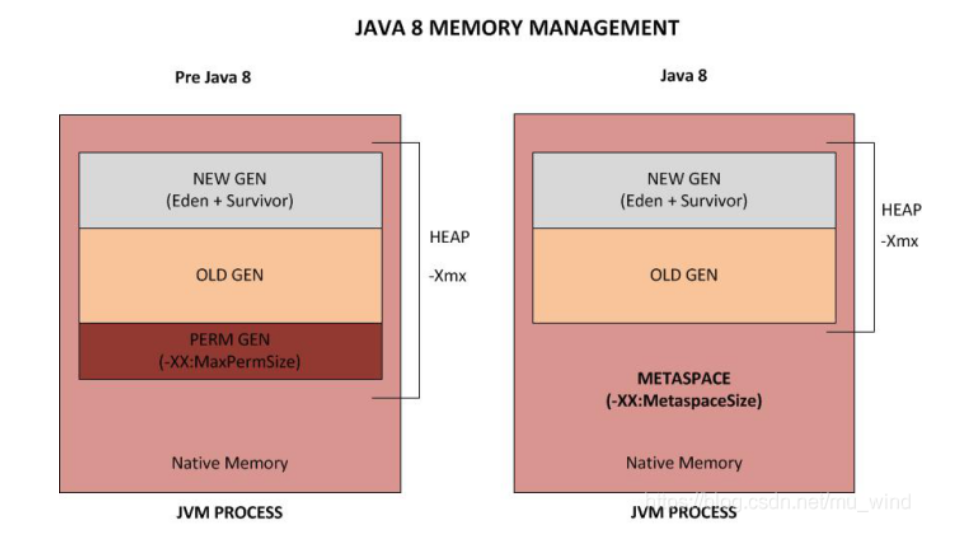 JAVA 8 MEMORY MANAGEMENT
Pre Java 8
NEW GEN
(Eden + Survivor)
OLD GEN
PERM GEN
(-XX:MaxPermSize)
HEAP
-Xmx
Native Memory
JVM PROCESS
Java 8
NEW GEN
(Eden + Survivor)
OLD GEN
HEAP
-Xmx
METASPACE
(-XX:MetaspaceSize)
Native Memory
JVM PROCESS
https://blog.csdn.net/mu_wind